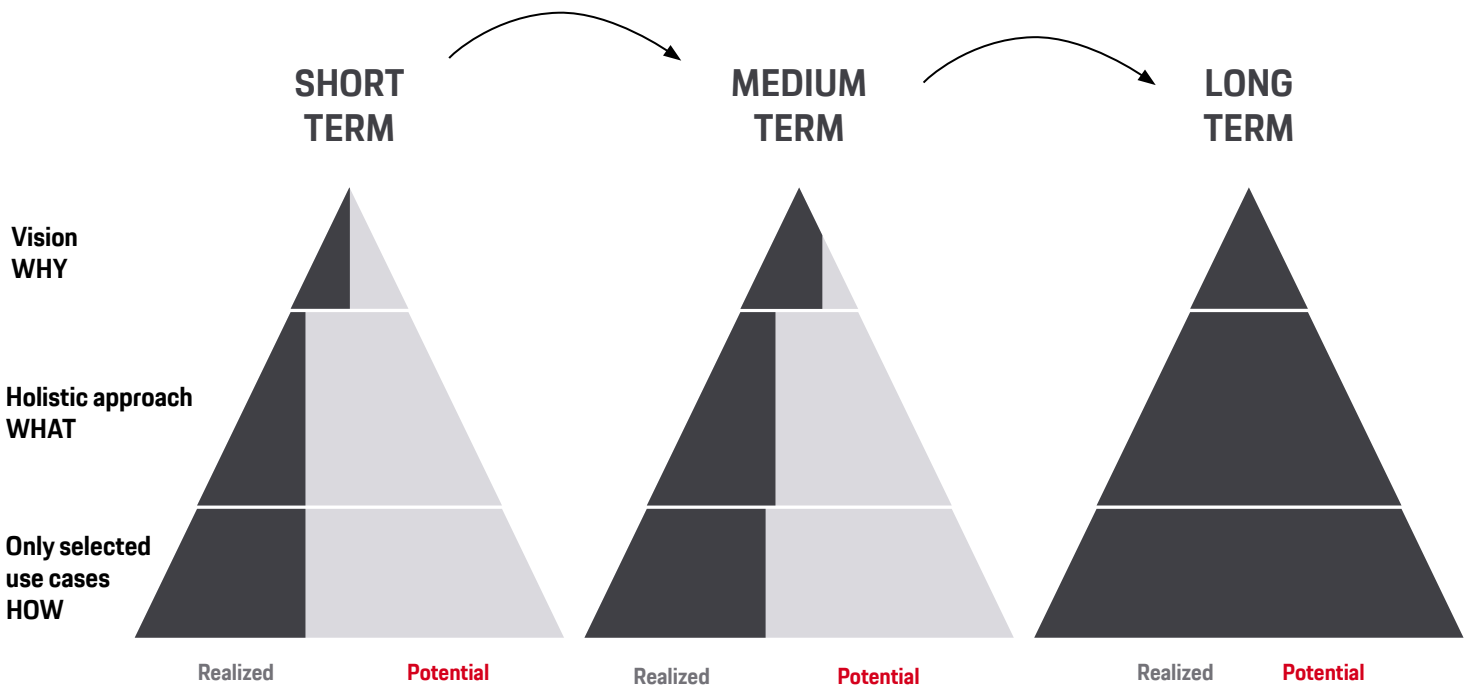 SHORT
TERM
MEDIUM
TERM
LONG
TERM
Vision
WHY
Holistic approach
WHAT
Only selected
use cases
HOW
Realized
Potential
Realized
Potential
Realized
Potential